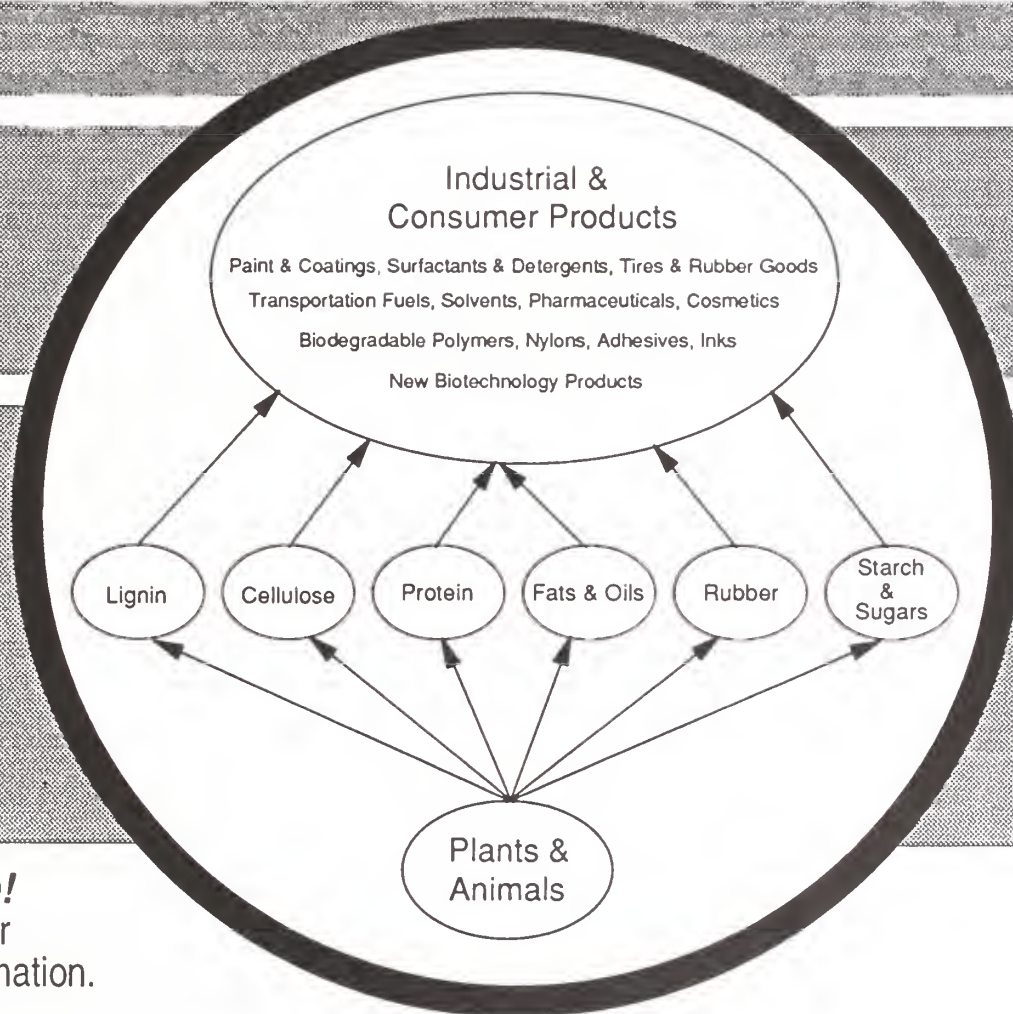 Industrial &
Consumer Products
Paint & Coatings, Surfactants & Detergents, Tires & Rubber Goods
Transportation Fuels, Solvents, Pharmaceuticals, Cosmetics
Biodegradable Polymers, Nylons, Adhesives, Inks
New Biotechnology Products
Lignin
Cellulose
Protein
Fats & Oils
Rubber
Starch
&
Sugars
Plants &
Animals